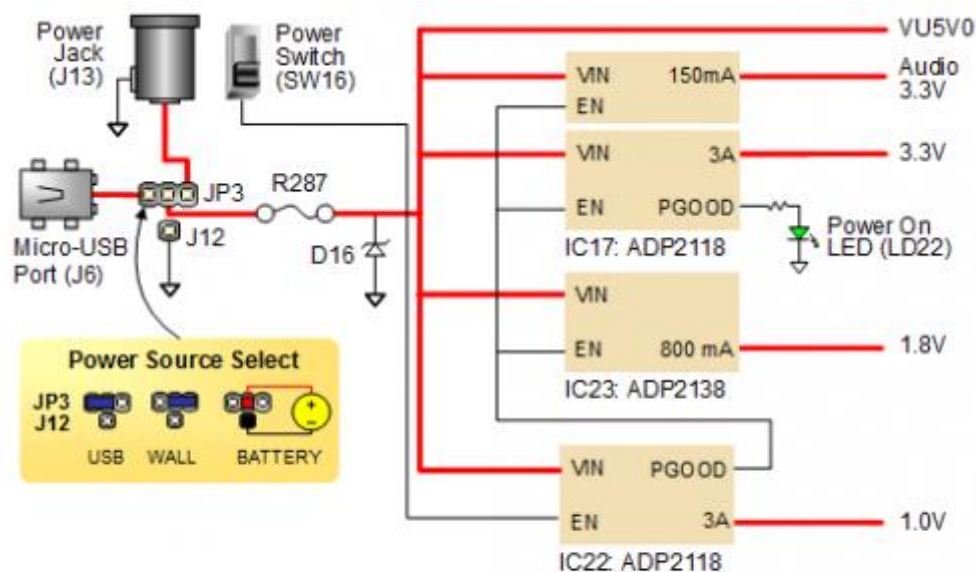 Power
Jack
(J13)
Power
Switch
(SW16)
VU5V0
VIN
150mA
Audio
3.3V
EN
VIN
3A
3.3V
EN
PGOOD
Power On
LED (LD22)
IC17: ADP2118
JP3
R287
J12
D16
Micro-USB
Port (J6)
VIN
EN
800 mA
1.8V
IC23: ADP2138
Power Source Select
JP3
J12
USB WALL BATTERY
+
−
VIN
PGOOD
EN
3A
1.0V
IC22: ADP2118